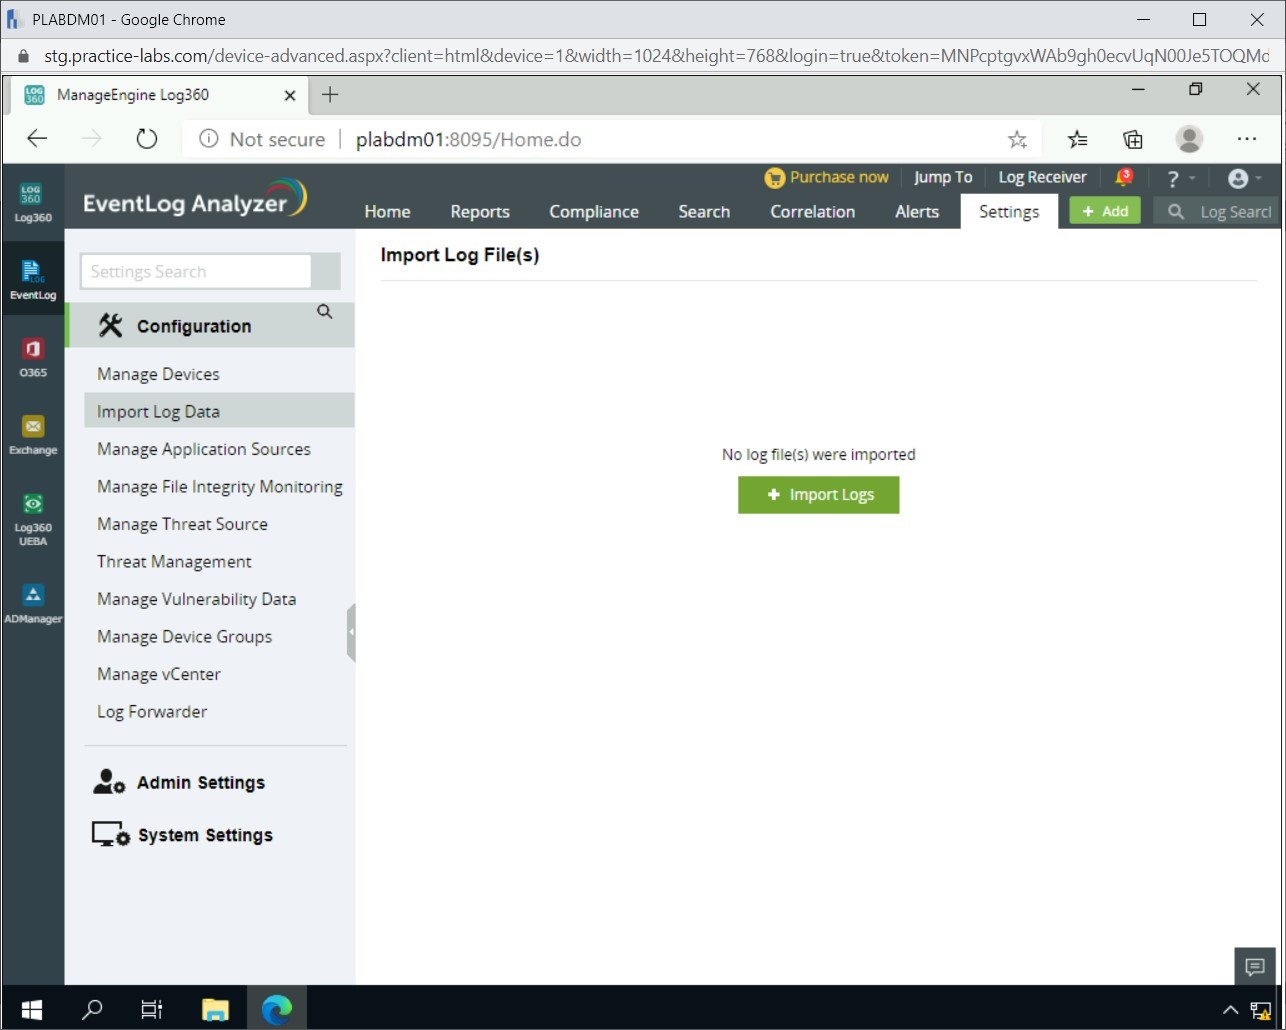 PLABDM01 - Google Chrome
stg.practice-labs.com/device-advanced.aspx?client=html&device=1&width=1024&height=768&login=true&token=MNPcptgvxWAb9gh0ecvUqN00Je5TOQMd
LOG 360
ManageEngine Log360
Not secure
plabdm01:8095/Home.do
LOG 360
Log360
EventLog Analyzer
Purchase now
Jump To
Log Receiver
3
?
Home
Reports
Compliance
Search
Correlation
Alerts
Settings
+ Add
Log Search
LOG
EventLog
O365
Exchange
Log360
UEBA
ADManager
Settings Search
Configuration
Manage Devices
Import Log Data
Manage Application Sources
Manage File Integrity Monitoring
Manage Threat Source
Threat Management
Manage Vulnerability Data
Manage Device Groups
Manage vCenter
Log Forwarder
Admin Settings
System Settings
Import Log File(s)
No log file(s) were imported
+ Import Logs